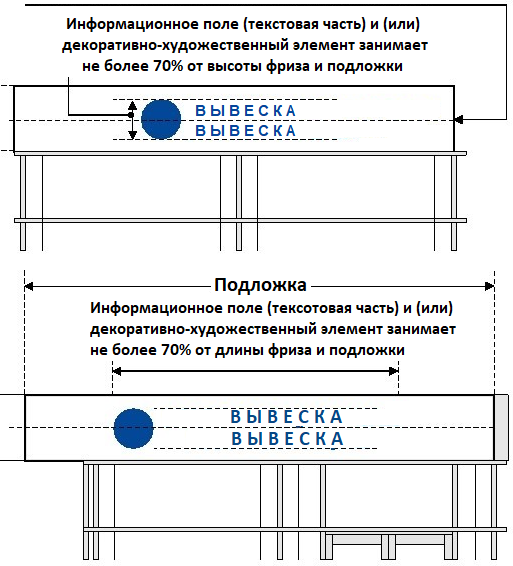 Информационное поле (текстовая часть) и (или)
декоративно-художественный элемент занимает
не более 70% от высоты фриза и подложки
ВЫВЕСКА
ВЫВЕСКА
Подложка
Информационное поле (тексотовая часть) и (или)
декоративно-художественный элемент занимает
не более 70% от длины фриза и подложки
ВЫВЕСКА
ВЫВЕСКА